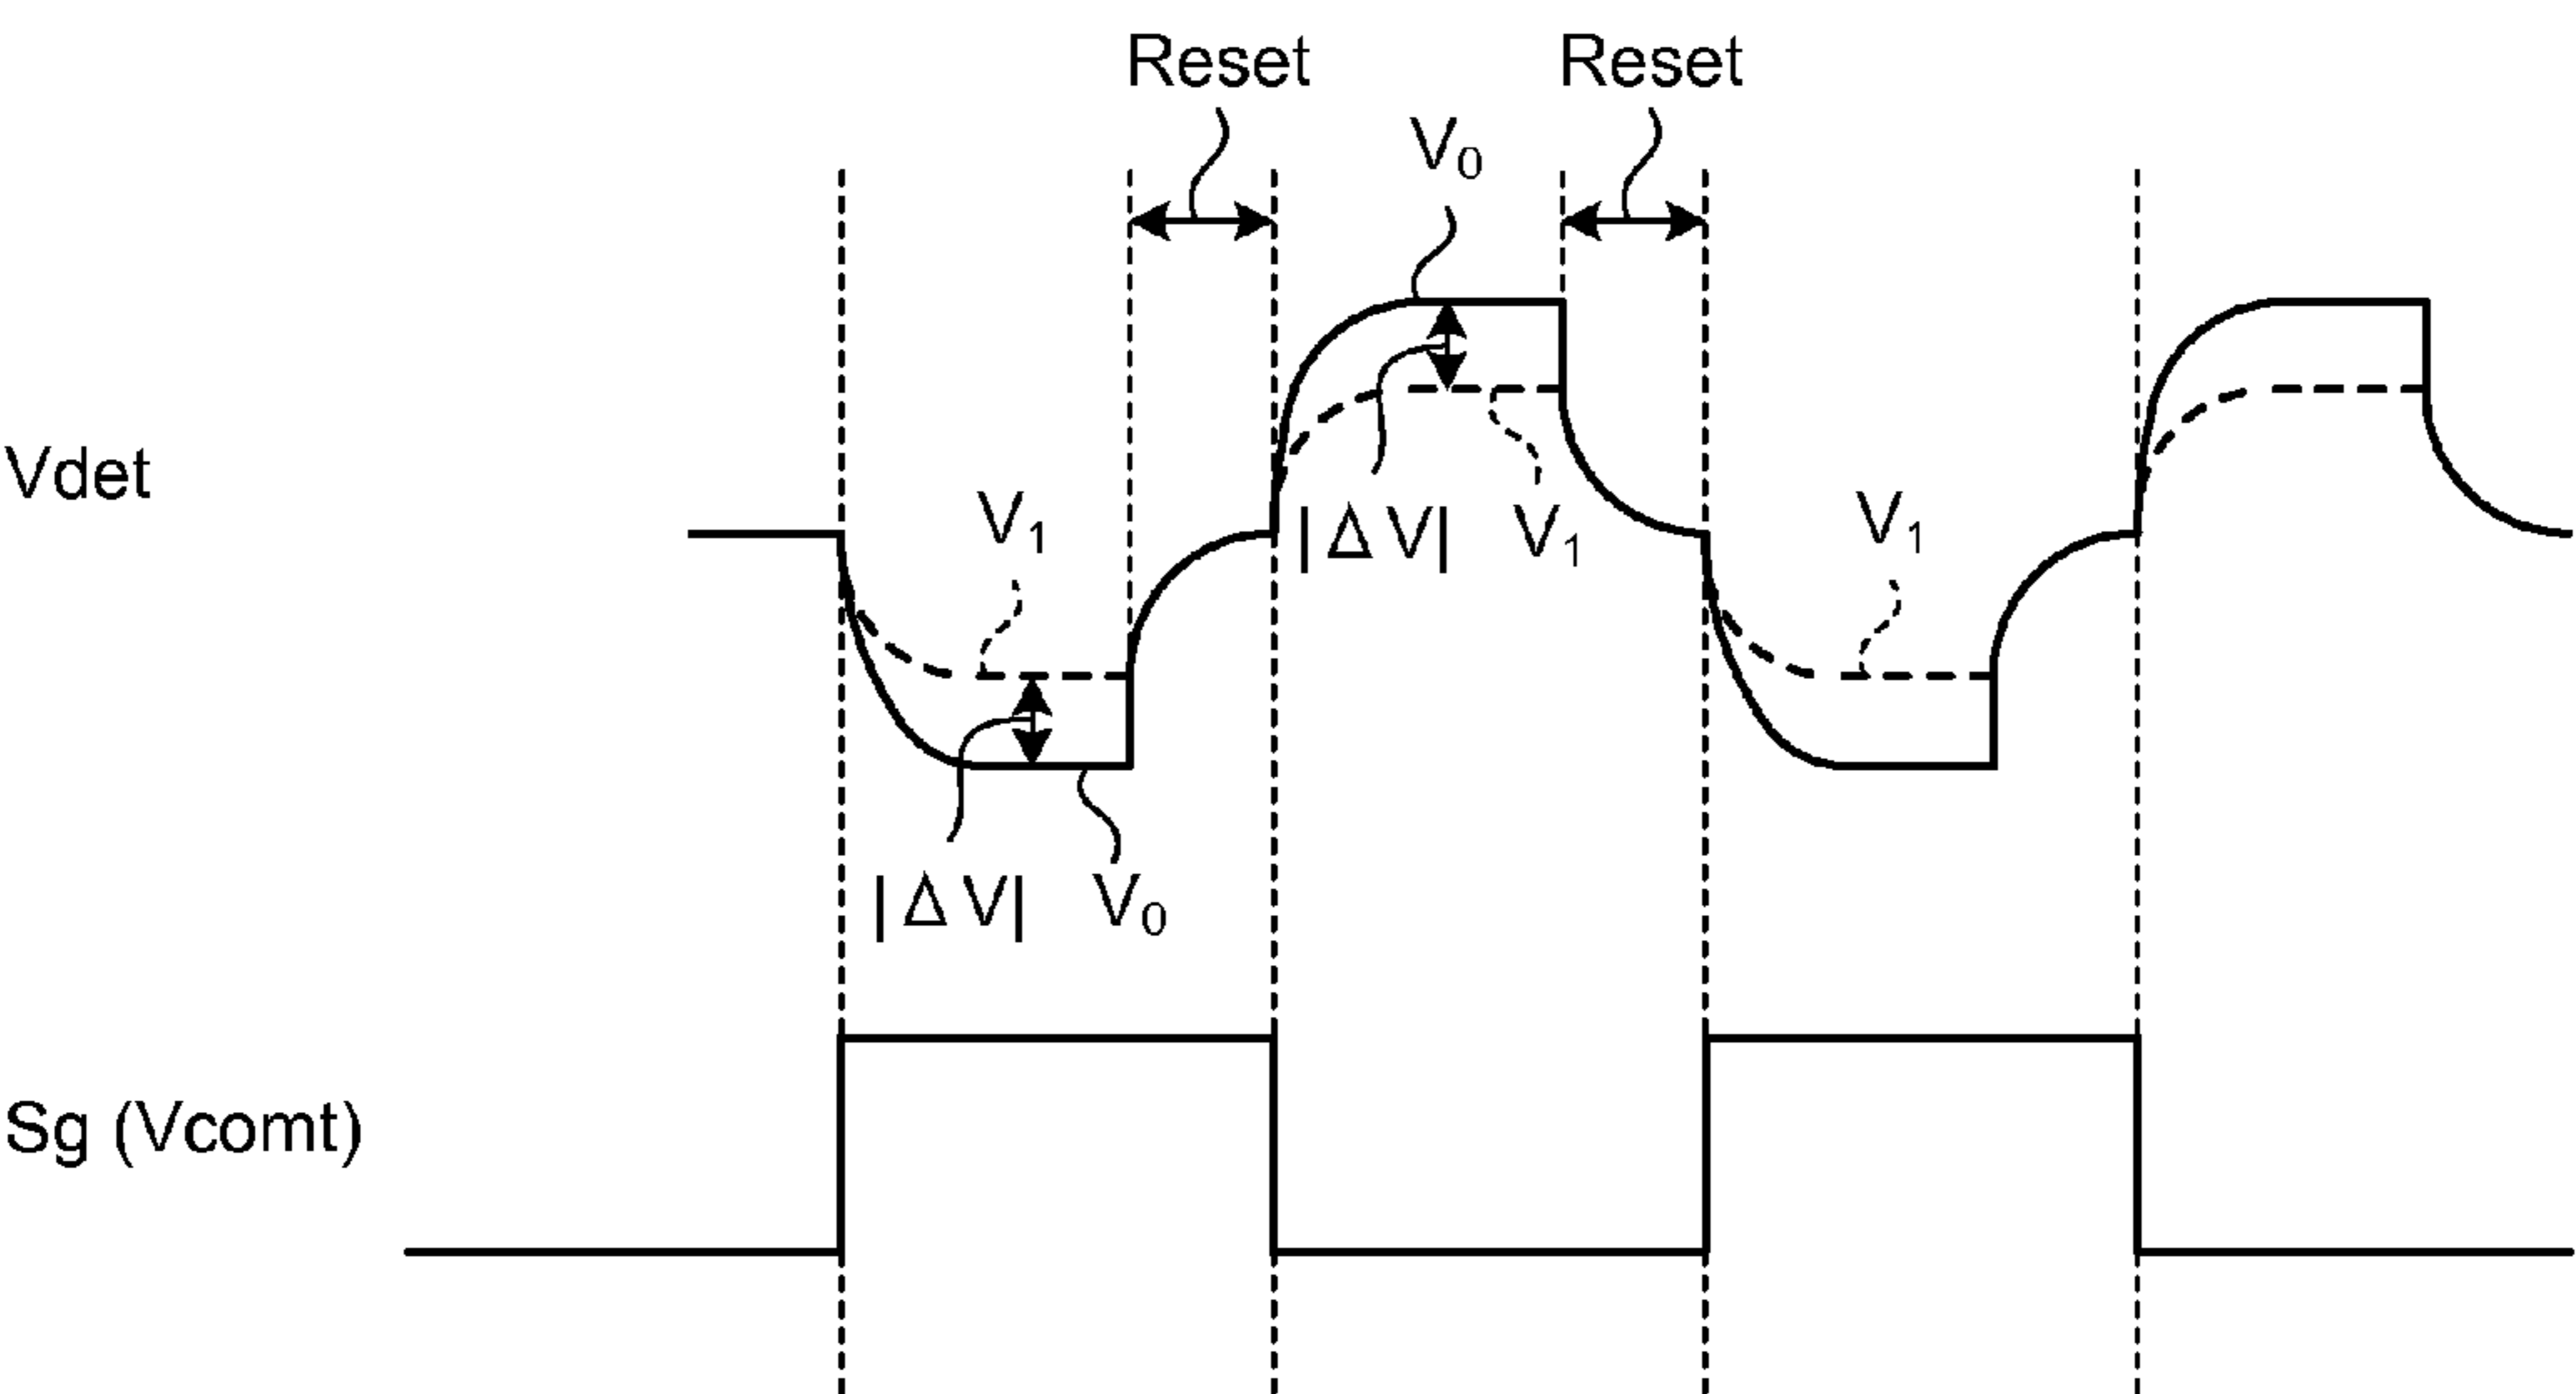 Reset Reset
V₀
Vdet
V₁ |ΔV| V₁ V₁
|ΔV| V₀
Sg (Vcomt)